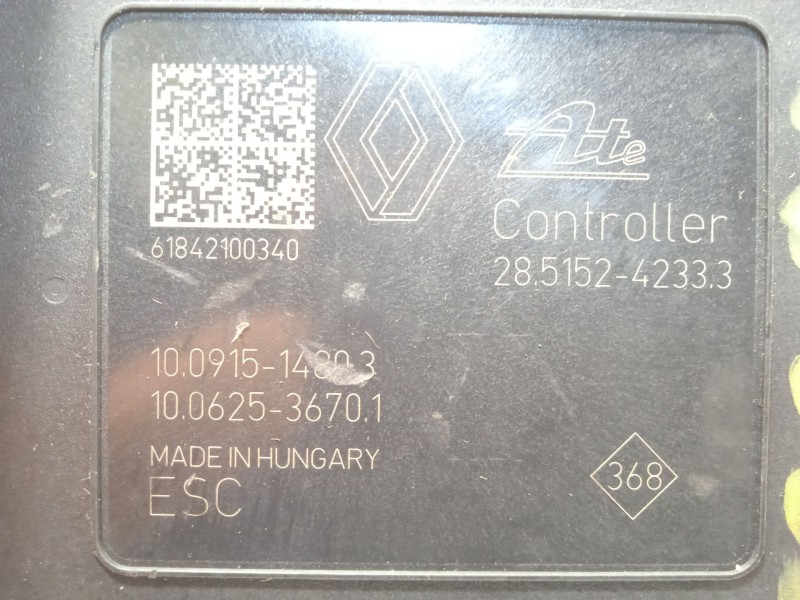 Ate
Controller
28.5152-4233.3
61842100340
10.0625-3670.1
MADE IN HUNGARY
ESC
368